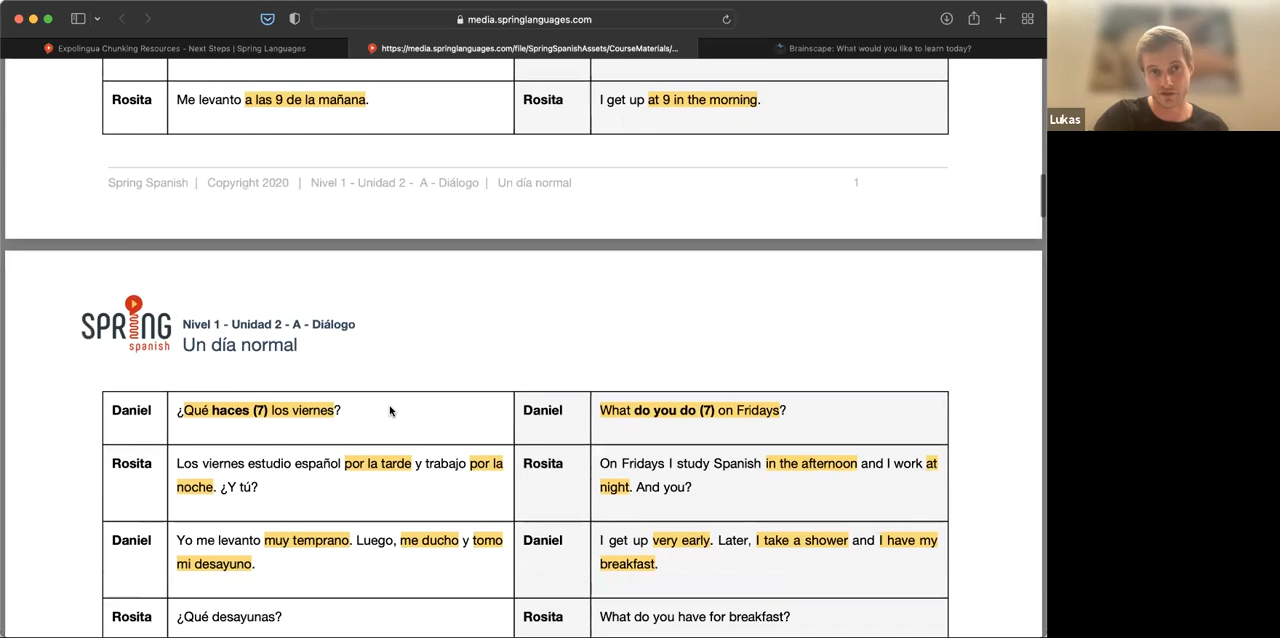 media.springlanguages.com
Expolingua Chunking Resources - Next Steps | Spring Languages
https://media.springlanguages.com/file/SpringSpanishAssets/CourseMaterials/...
Brainscape: What would you like to learn today?
Lukas
Rosita
Me levanto a las 9 de la mañana.
Rosita
I get up at 9 in the morning.
Spring Spanish | Copyright 2020 | Nivel 1 - Unidad 2 - A - Diálogo | Un día normal
1
SPRING
spanish
Nivel 1 - Unidad 2 - A - Diálogo
Un día normal
Daniel
¿Qué haces (7) los viernes?
Daniel
What do you do (7) on Fridays?
Rosita
Los viernes estudio español por la tarde y trabajo por la
noche. ¿Y tú?
Rosita
On Fridays I study Spanish in the afternoon and I work at
night. And you?
Daniel
Yo me levanto muy temprano. Luego, me ducho y tomo
mi desayuno.
Daniel
I get up very early. Later, I take a shower and I have my
breakfast.
Rosita
¿Qué desayunas?
Rosita
What do you have for breakfast?